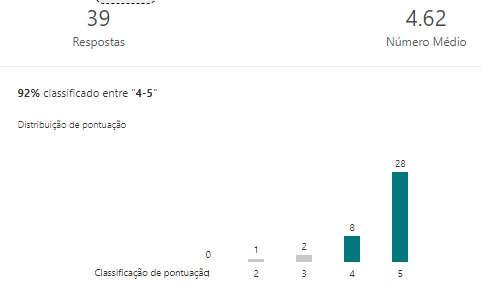 39
Respostas
4.62
Número Médio
92% classificado entre "4-5"
Distribuição de pontuação
0
1
2
8
28
Classificação de pontuação
2
3
4
5